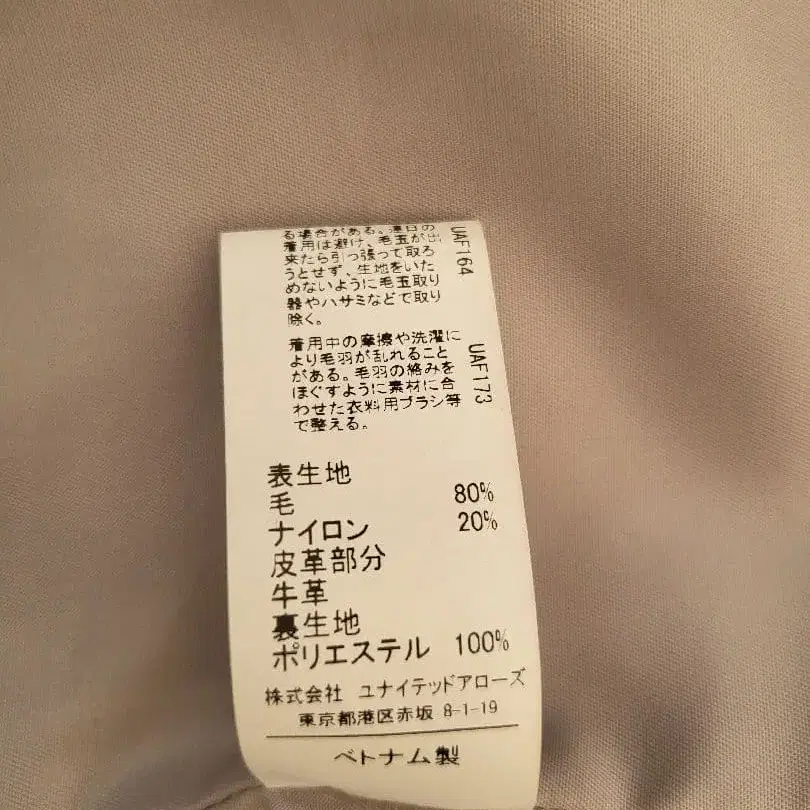 る場合がある。連日の
着用は避け、毛玉が出
来たら引っ張って取ろ
うとせず、生地をいた
めないように毛玉取り
器やハサミなどで取り
除く。
UAF164
着用中の摩擦や洗濯に
より毛羽が乱れること
がある。毛羽の絡みを
ほぐすように素材に合
わせた衣料用ブラシ等
で整える。
UAF173
表生地
毛 80%
ナイロン 20%
皮革部分
牛革
裏生地
ポリエステル 100%
株式会社 ユナイテッドアローズ
東京都港区赤坂 8-1-19
ベトナム製